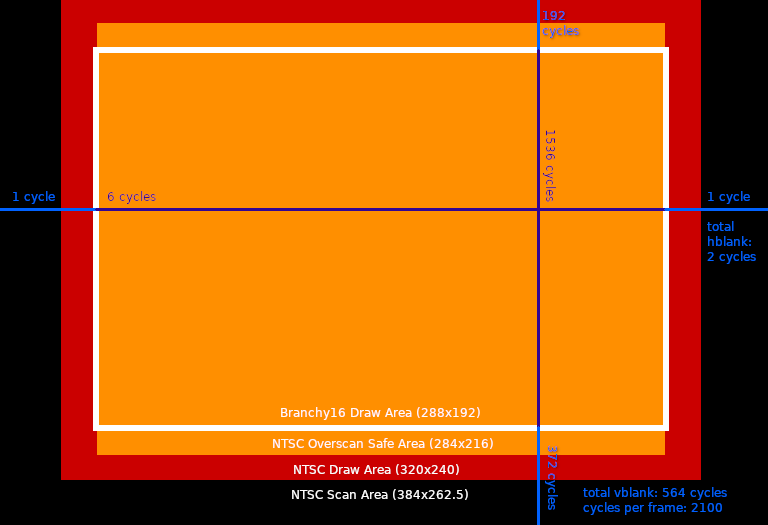 192
cycles
1536 cycles
1 cycle
6 cycles
1 cycle
total
hblank:
2 cycles
Branchy16 Draw Area (288x192)
NTSC Overscan Safe Area (284x216)
372 cycles
NTSC Draw Area (320x240)
NTSC Scan Area (384x262.5)
total vblank: 564 cycles
cycles per frame: 2100